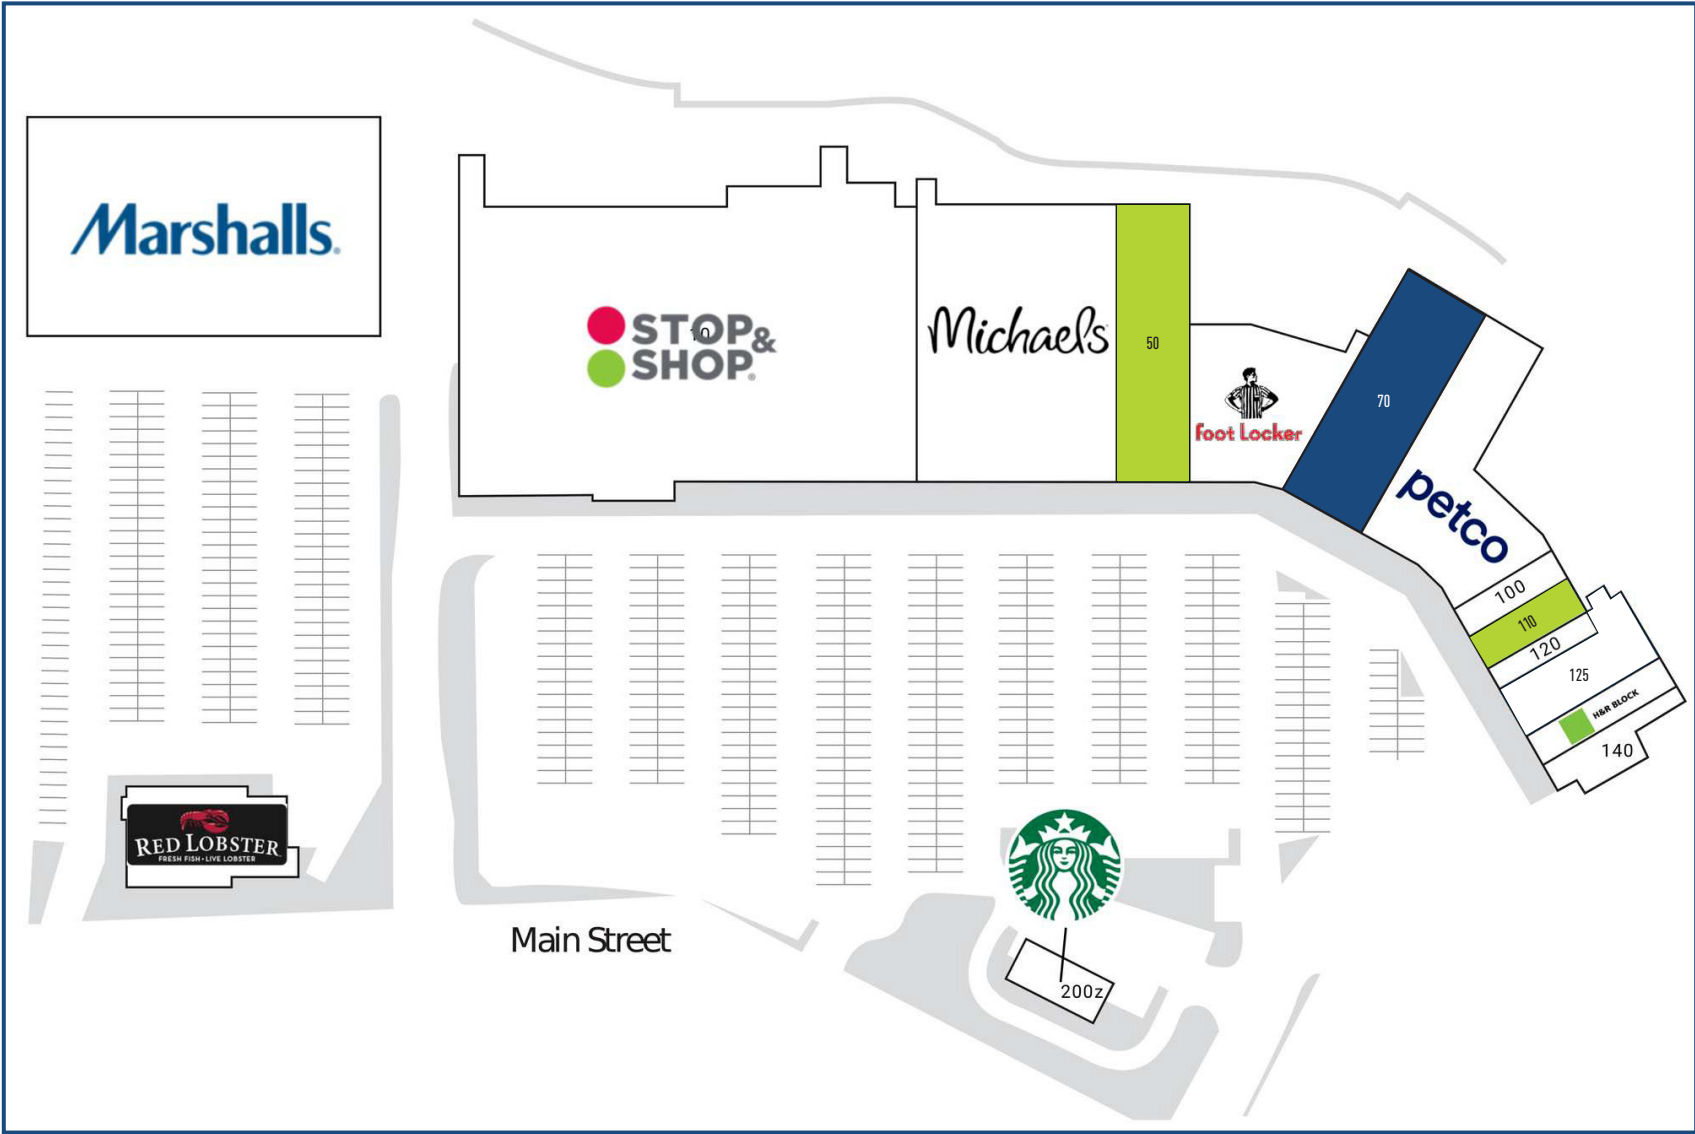 Marshalls.
STOP&
SHOP
10
Michaels
50
foot Locker
70
petco
100
110
120
125
H&R BLOCK
140
RED LOBSTER
FRESH FISH • LIVE LOBSTER
Main Street
200z